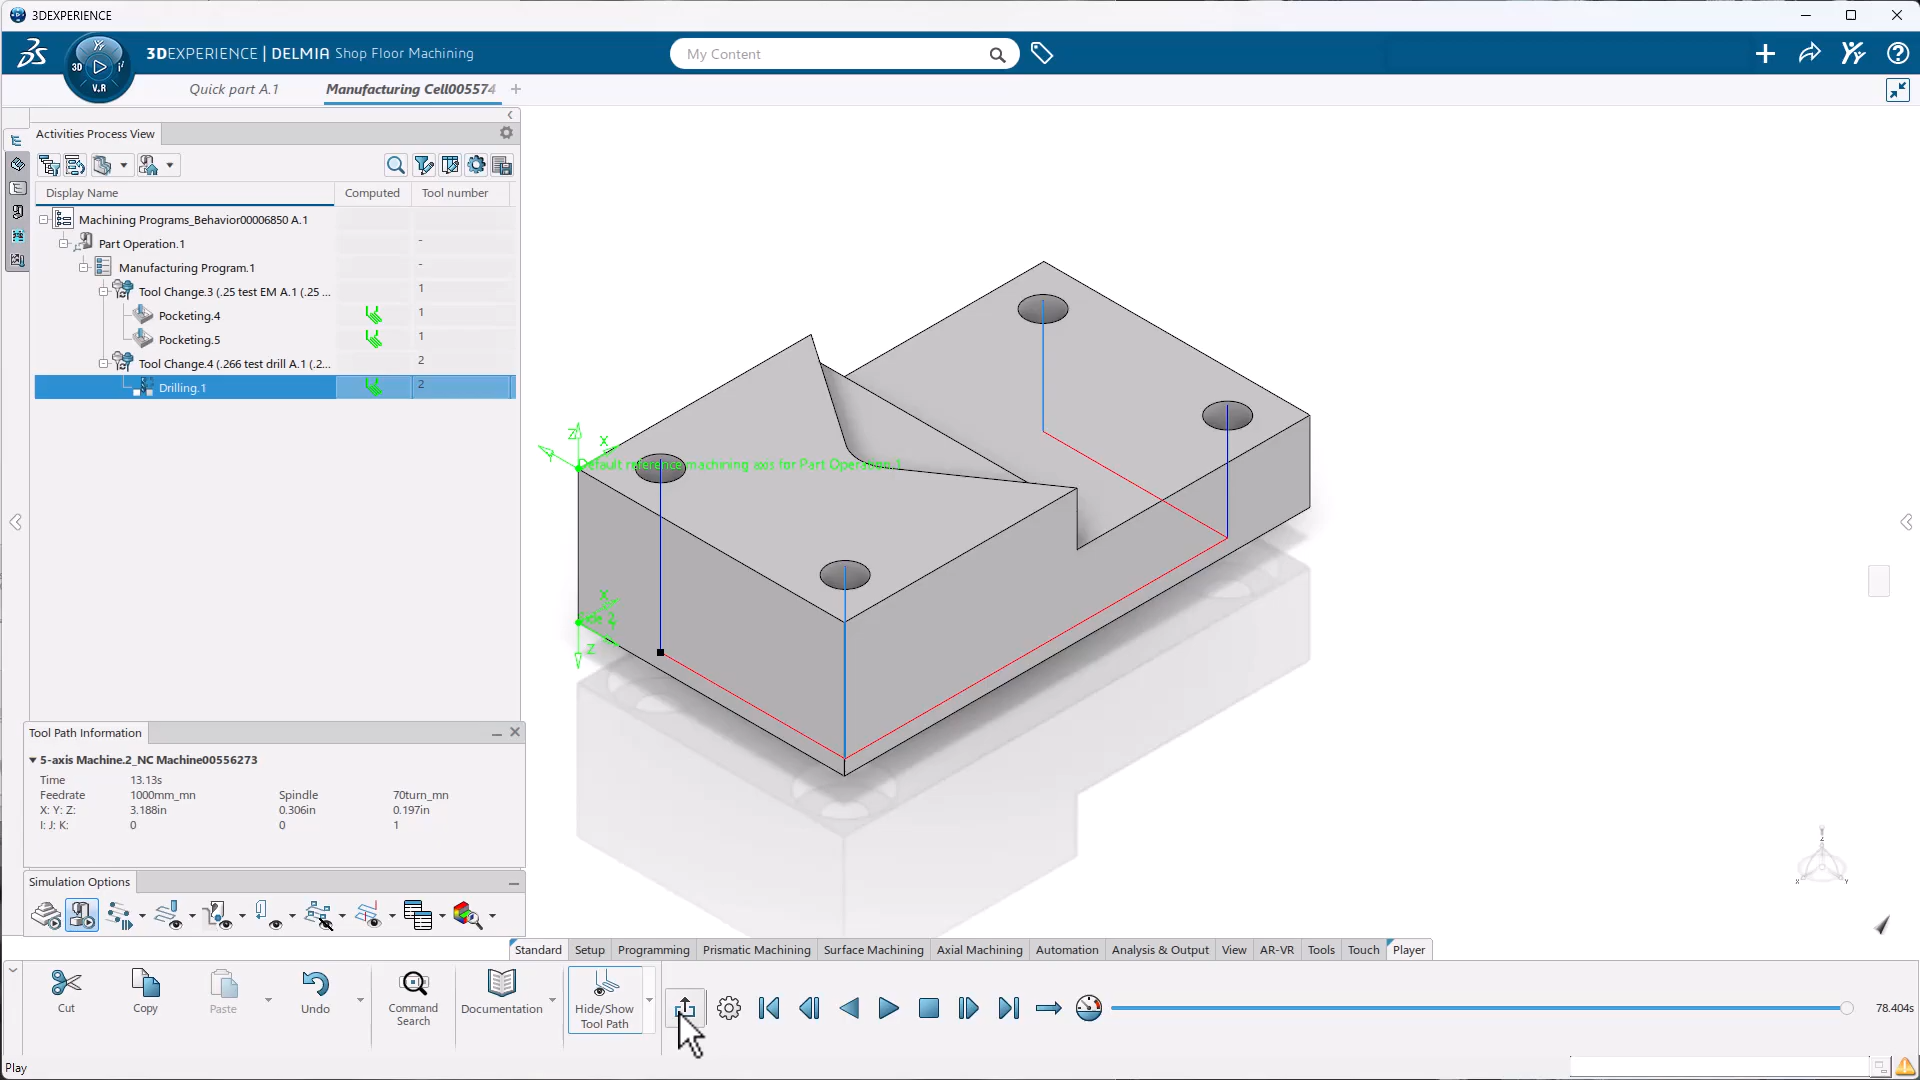 3DEXPERIENCE
3DEXPERIENCE | DELMIA Shop Floor Machining
My Content
3D
V.R
Quick part A.1
Manufacturing Cell005574
Activities Process View
Display Name Computed Tool number
Machining Programs_Behavior00006850 A.1
Part Operation.1 -
Manufacturing Program.1 -
Tool Change.3 (.25 test EM A.1 (.25 ... 1
Pocketing.4 1
Pocketing.5 1
Tool Change.4 (.266 test drill A.1 (.2... 2
Drilling.1 2
Z X Y
Default reference machining axis for Part Operation.1
X
Side 2
Y
Z
Tool Path Information
5-axis Machine.2_NC Machine00556273
Time 13.13s
Feedrate 1000mm_mn Spindle 70turn_mn
X: Y: Z: 3.188in 0.306in 0.197in
I: J: K: 0 0 1
Simulation Options
z
x y
Standard Setup Programming Prismatic Machining Surface Machining Axial Machining Automation Analysis & Output View AR-VR Tools Touch Player
Cut
Copy
Paste
Undo
Command Search
Documentation
Hide/Show Tool Path
78.404s
Play